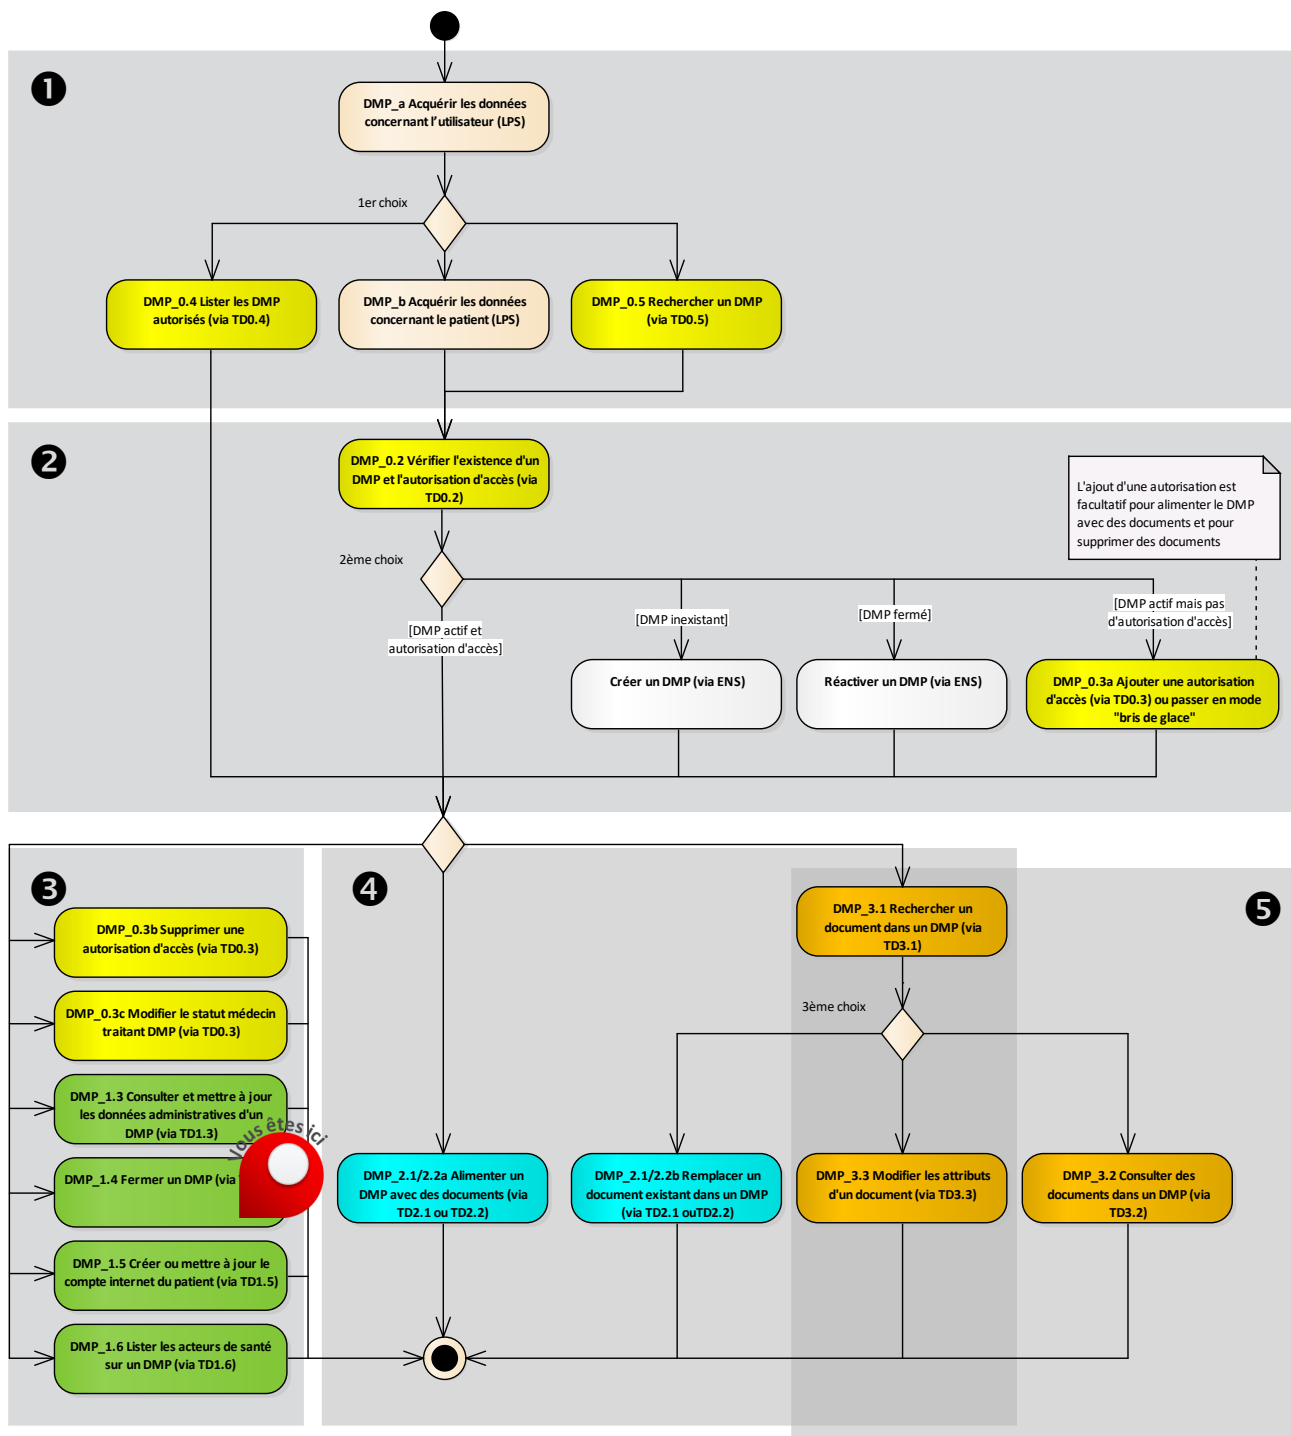 ❶
DMP_a Acquérir les données
concernant l'utilisateur (LPS)
1er choix
DMP_0.4 Lister les DMP
autorisés (via TD0.4)
DMP_b Acquérir les données
concernant le patient (LPS)
DMP_0.5 Rechercher un DMP
(via TD0.5)
❷
DMP_0.2 Vérifier l'existence d'un
DMP et l'autorisation d'accès (via
TD0.2)
L'ajout d'une autorisation est
facultatif pour alimenter le DMP
avec des documents et pour
supprimer des documents
2ème choix
[DMP actif et
autorisation d'accès]
[DMP inexistant]
[DMP fermé]
[DMP actif mais pas
d'autorisation d'accès]
Créer un DMP (via ENS)
Réactiver un DMP (via ENS)
DMP_0.3a Ajouter une autorisation
d'accès (via TD0.3) ou passer en mode
"bris de glace"
❸
DMP_0.3b Supprimer une
autorisation d'accès (via TD0.3)
DMP_0.3c Modifier le statut médecin
traitant DMP (via TD0.3)
DMP_1.3 Consulter et mettre à jour
les données administratives d'un
DMP (via TD1.3)
Vous êtes ici
DMP_1.4 Fermer un DMP (via
DMP_1.5 Créer ou mettre à jour le
compte internet du patient (via TD1.5)
DMP_1.6 Lister les acteurs de santé
sur un DMP (via TD1.6)
❹
❺
DMP_3.1 Rechercher un
document dans un DMP (via
TD3.1)
3ème choix
DMP_2.1/2.2a Alimenter un
DMP avec des documents (via
TD2.1 ou TD2.2)
DMP_2.1/2.2b Remplacer un
document existant dans un DMP
(via TD2.1 ouTD2.2)
DMP_3.3 Modifier les attributs
d'un document (via TD3.3)
DMP_3.2 Consulter des
documents dans un DMP (via
TD3.2)